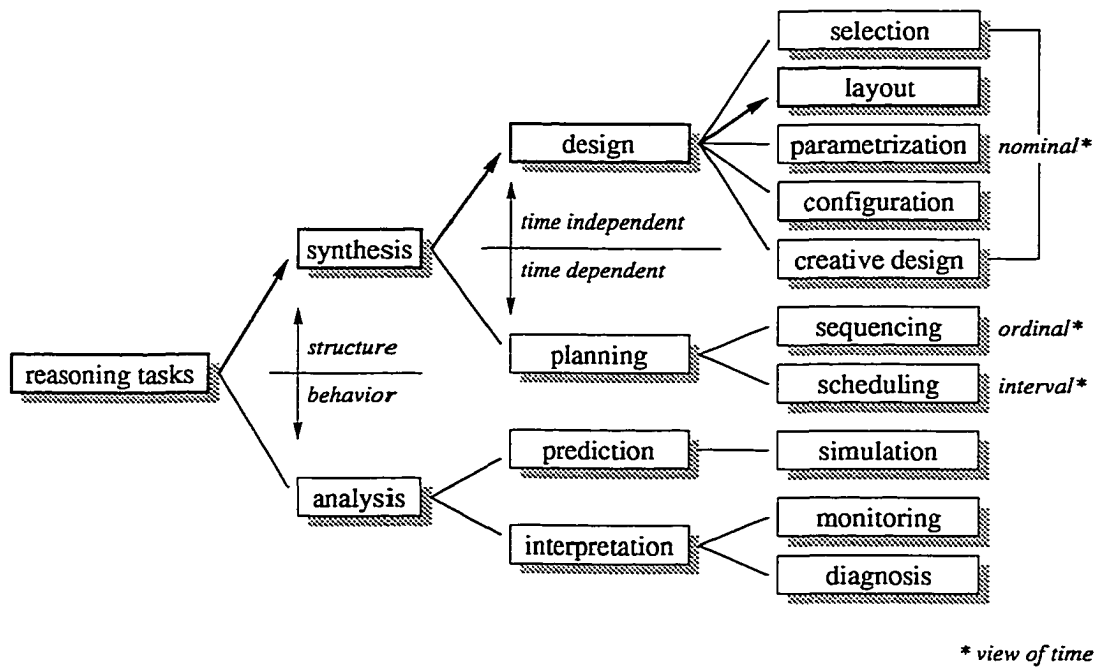 selection
layout
design
parametrization
nominal*
configuration
time independent
synthesis
creative design
time dependent
sequencing
ordinal*
structure
planning
reasoning tasks
scheduling
interval*
behavior
prediction
simulation
analysis
monitoring
interpretation
diagnosis
* view of time